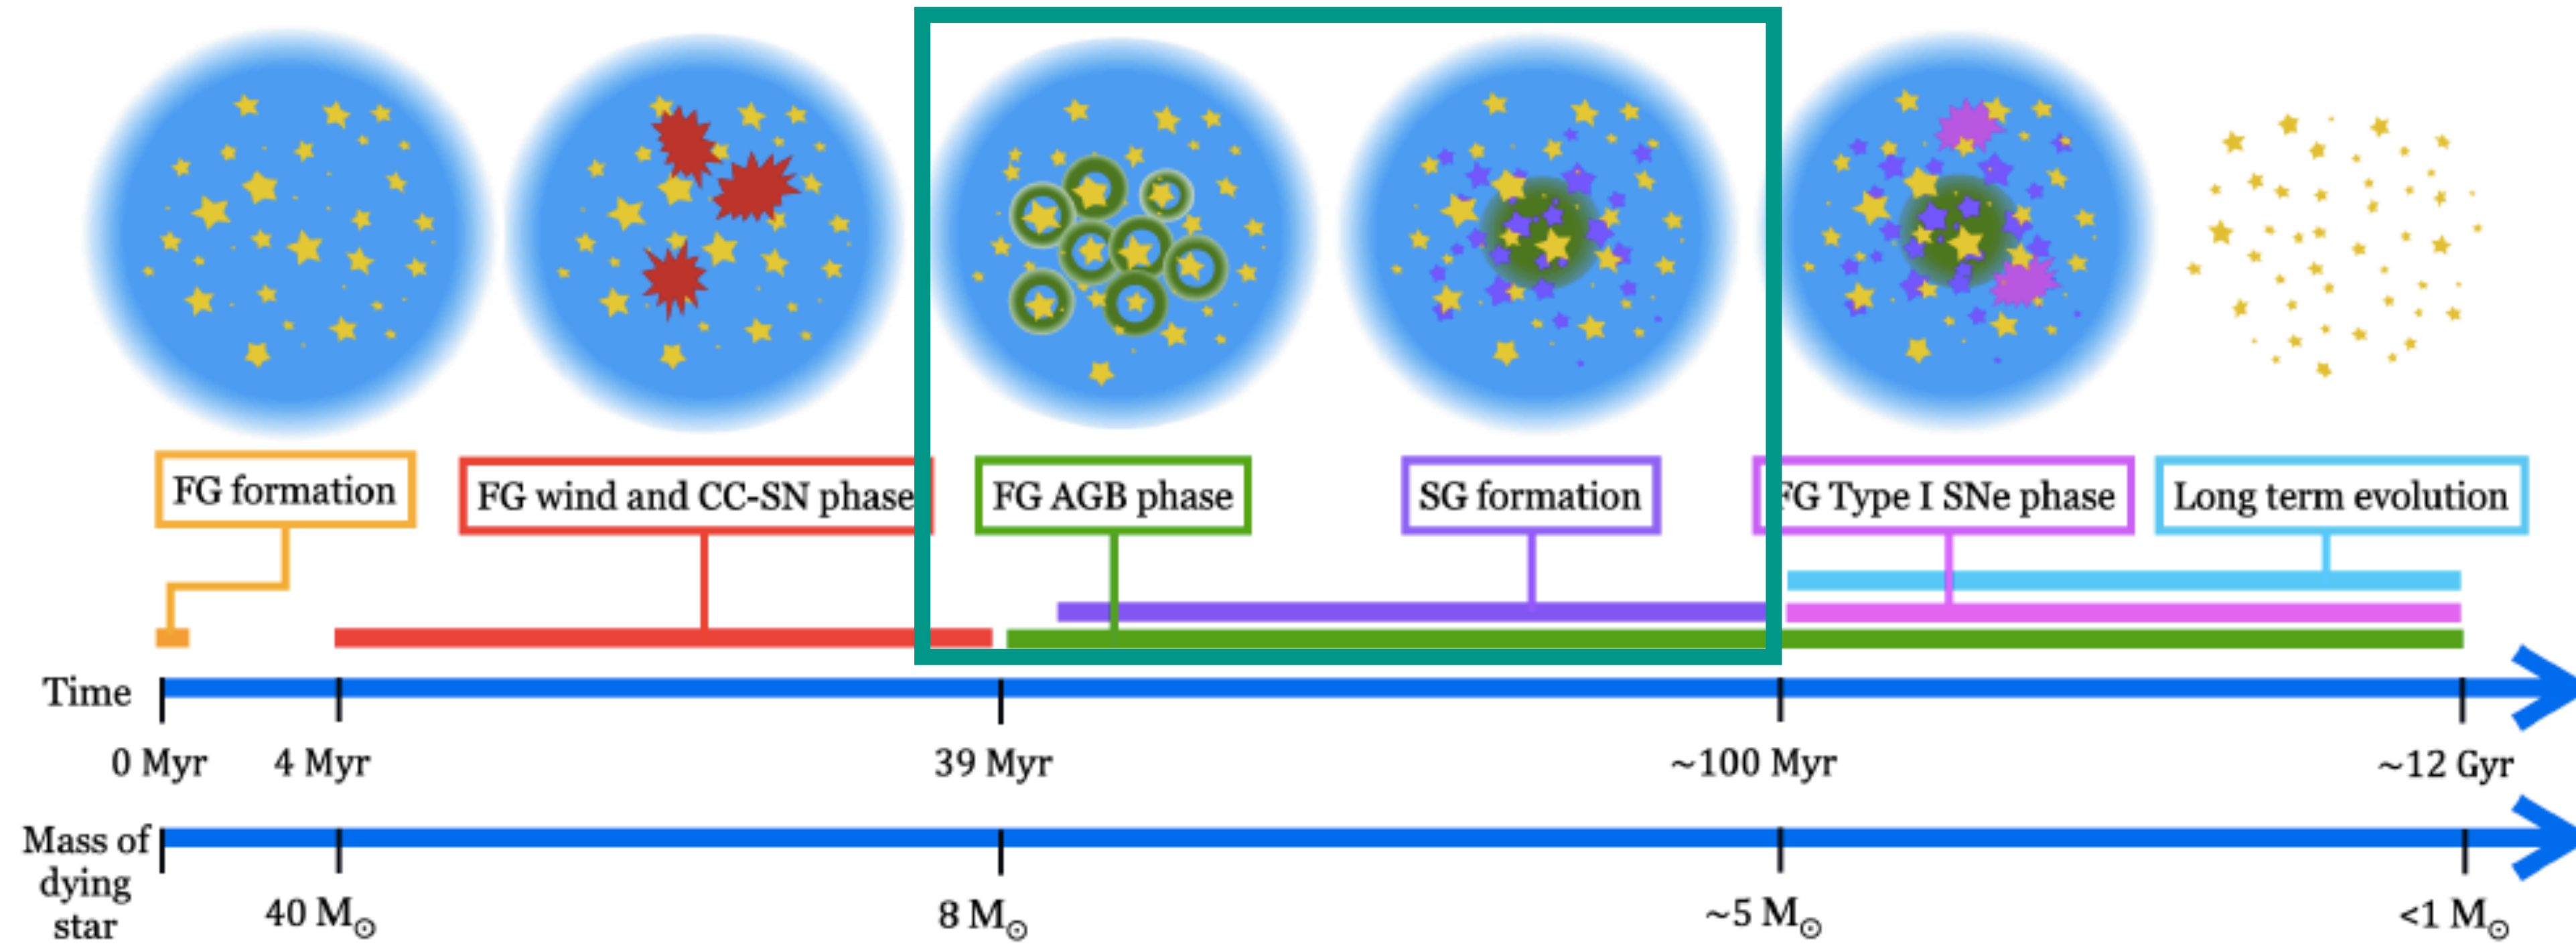 FG formation
FG wind and CC-SN phase
FG AGB phase
SG formation
FG Type I SNe phase
Long term evolution
Time
0 Myr
4 Myr
39 Myr
~100 Myr
~12 Gyr
Mass of
dying
star
40 M☉
8 M☉
~5 M☉
<1 M☉